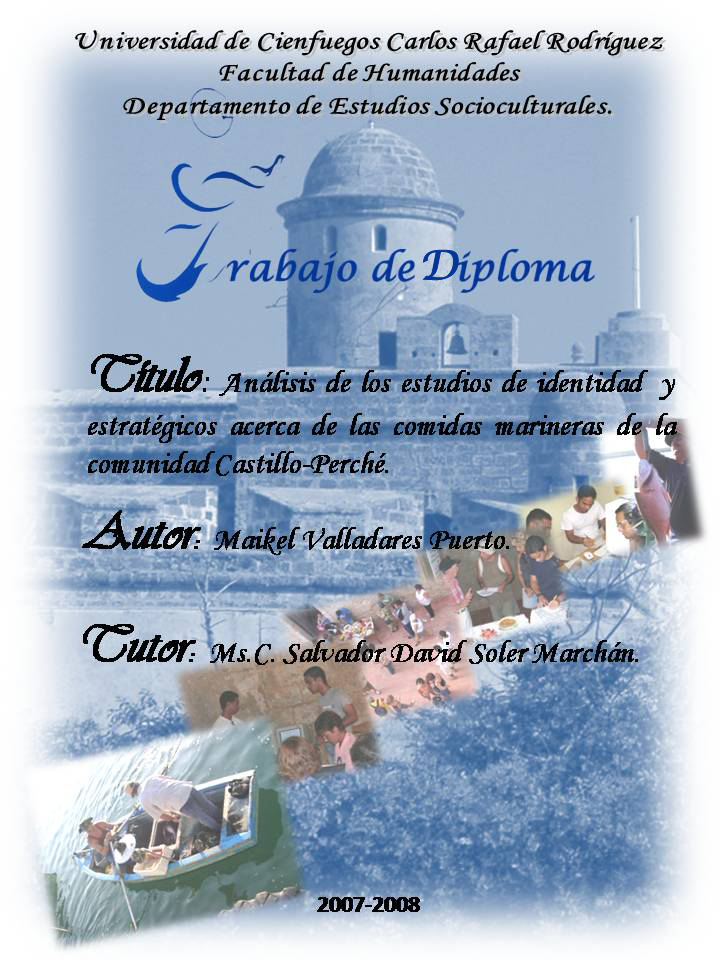 Universidad de Cienfuegos Carlos Rafael Rodríguez
Facultad de Humanidades
Departamento de Estudios Socioculturales.
Trabajo de Diploma
Título: Análisis de los estudios de identidad y
estratégicos acerca de las comidas marineras de la
comunidad Castillo-Perché.
Autor: Maikel Valladares Puerto.
Tutor: Ms.C. Salvador David Soler Marchán.
2007-2008